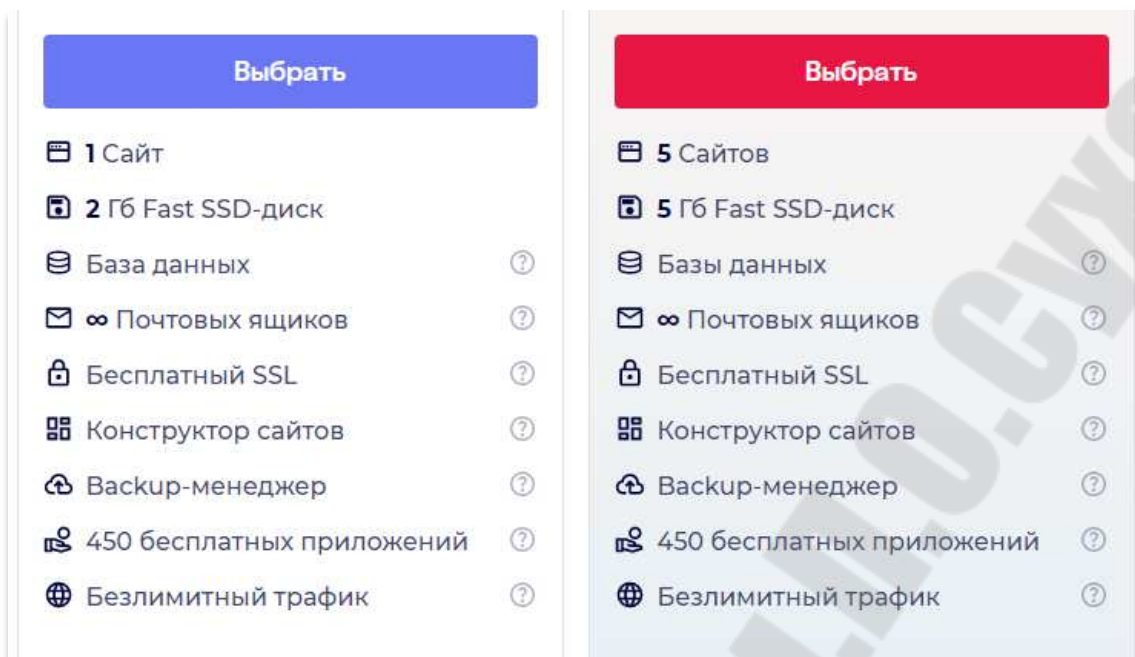 Выбрать
1 Сайт
2 Гб Fast SSD-диск
База данных
∞ Почтовых ящиков
Бесплатный SSL
Конструктор сайтов
Backup-менеджер
450 бесплатных приложений
Безлимитный трафик
Выбрать
5 Сайтов
5 Гб Fast SSD-диск
Базы данных
∞ Почтовых ящиков
Бесплатный SSL
Конструктор сайтов
Backup-менеджер
450 бесплатных приложений
Безлимитный трафик